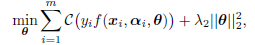 min_θ ∑_{i=1}^{m} 𝒞(y_i f(x_i, α_i, θ)) + λ_2||θ||_2^2,